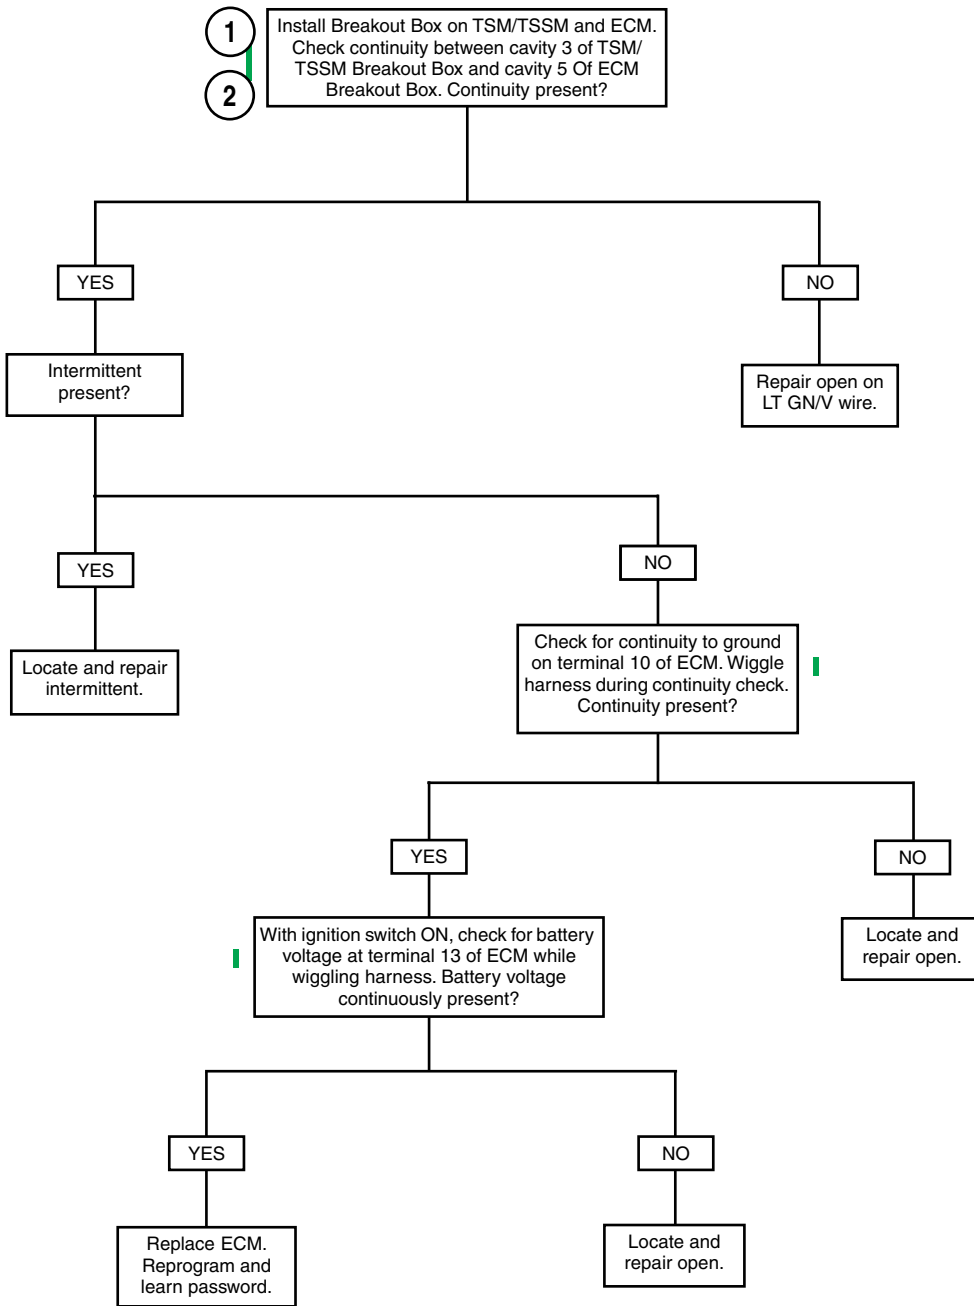 1
2
Install Breakout Box on TSM/TSSM and ECM.
Check continuity between cavity 3 of TSM/
TSSM Breakout Box and cavity 5 Of ECM
Breakout Box. Continuity present?
YES
NO
Intermittent
present?
Repair open on
LT GN/V wire.
YES
NO
Locate and repair
intermittent.
Check for continuity to ground
on terminal 10 of ECM. Wiggle
harness during continuity check.
Continuity present?
YES
NO
With ignition switch ON, check for battery
voltage at terminal 13 of ECM while
wiggling harness. Battery voltage
continuously present?
Locate and
repair open.
YES
NO
Replace ECM.
Reprogram and
learn password.
Locate and
repair open.